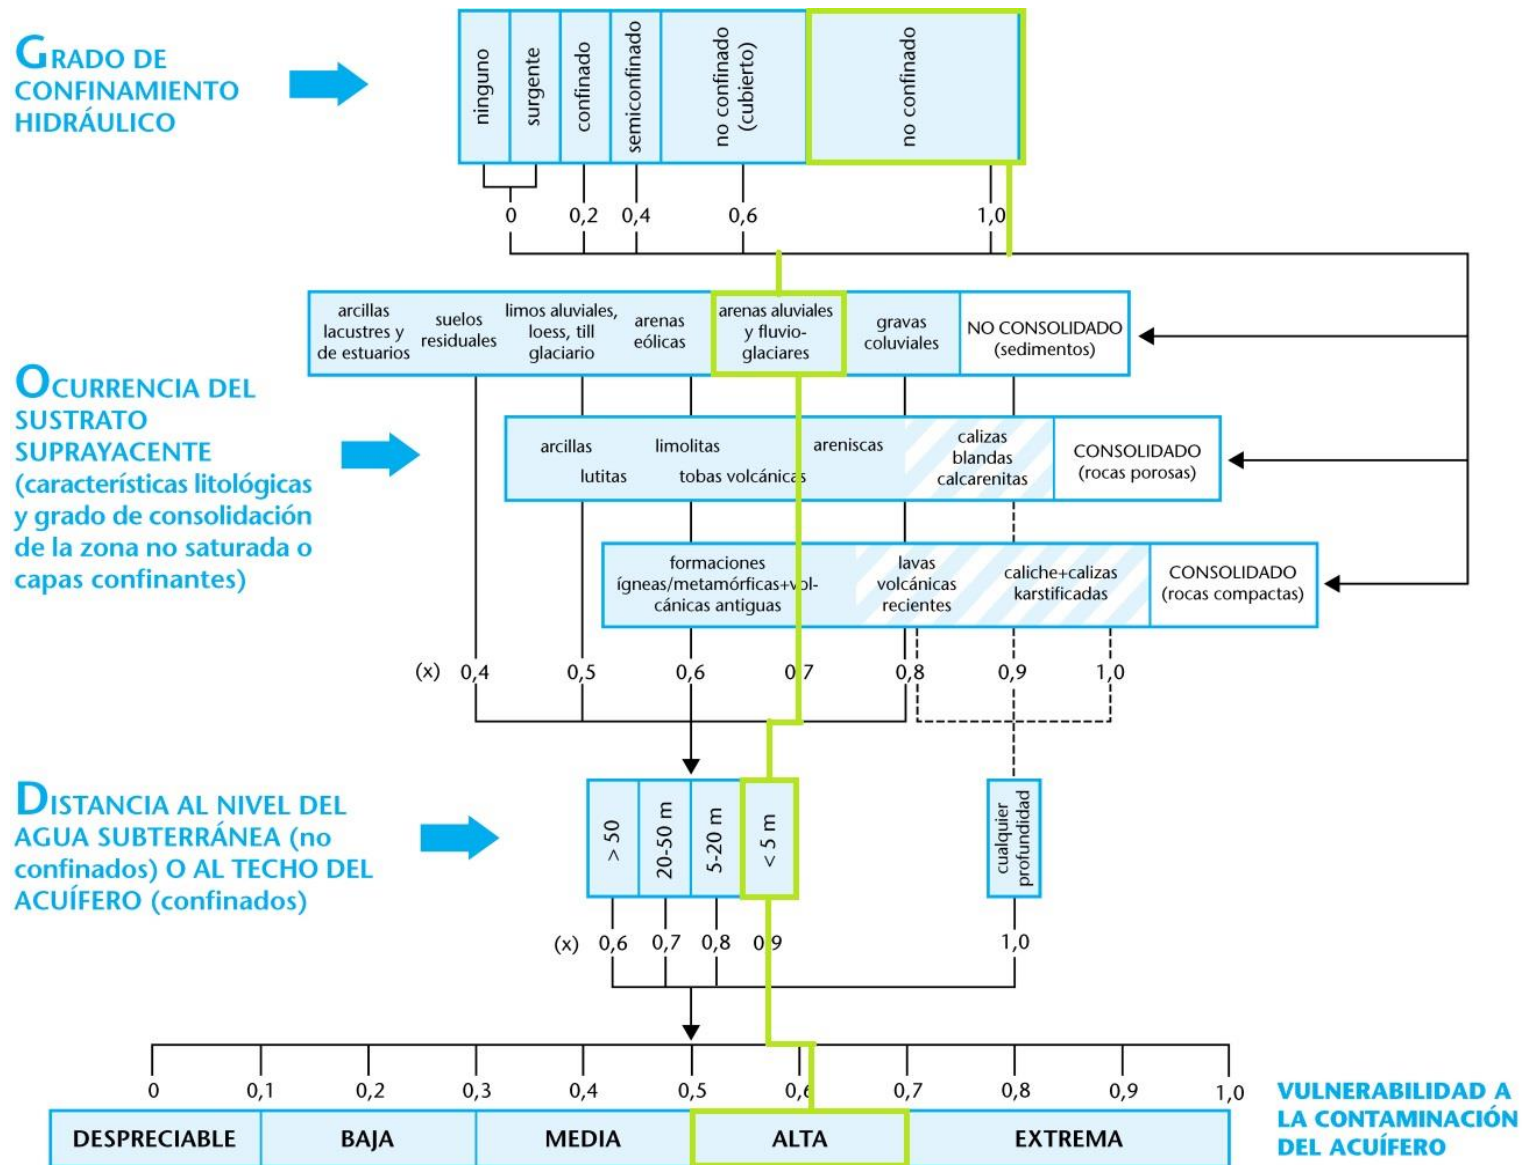 GRADO DE
CONFINAMIENTO
HIDRÁULICO
ninguno
surgente
confinado
semiconfinado
no confinado
(cubierto)
no confinado
0 0,2 0,4 0,6 1,0
arcillas
lacustres y
de estuarios
suelos
residuales
limos aluviales,
loess, till
glaciario
arenas
eólicas
arenas aluviales
y fluvio-
glaciares
gravas
coluviales
NO CONSOLIDADO
(sedimentos)
OCURRENCIA DEL
SUSTRATO
SUPRAYACENTE
(características litológicas
y grado de consolidación
de la zona no saturada o
capas confinantes)
arcillas
lutitas
limolitas
tobas volcánicas
areniscas
calizas
blandas
calcarenitas
CONSOLIDADO
(rocas porosas)
formaciones
ígneas/metamórficas+vol-
cánicas antiguas
lavas
volcánicas
recientes
caliche+calizas
karstificadas
CONSOLIDADO
(rocas compactas)
(x) 0,4 0,5 0,6 0,7 0,8 0,9 1,0
DISTANCIA AL NIVEL DEL
AGUA SUBTERRÁNEA (no
confinados) O AL TECHO DEL
ACUÍFERO (confinados)
> 50
20-50 m
5-20 m
< 5 m
cualquier
profundidad
(x) 0,6 0,7 0,8 0,9 1,0
0 0,1 0,2 0,3 0,4 0,5 0,6 0,7 0,8 0,9 1,0
DESPRECIABLE BAJA MEDIA ALTA EXTREMA
VULNERABILIDAD A
LA CONTAMINACIÓN
DEL ACUÍFERO